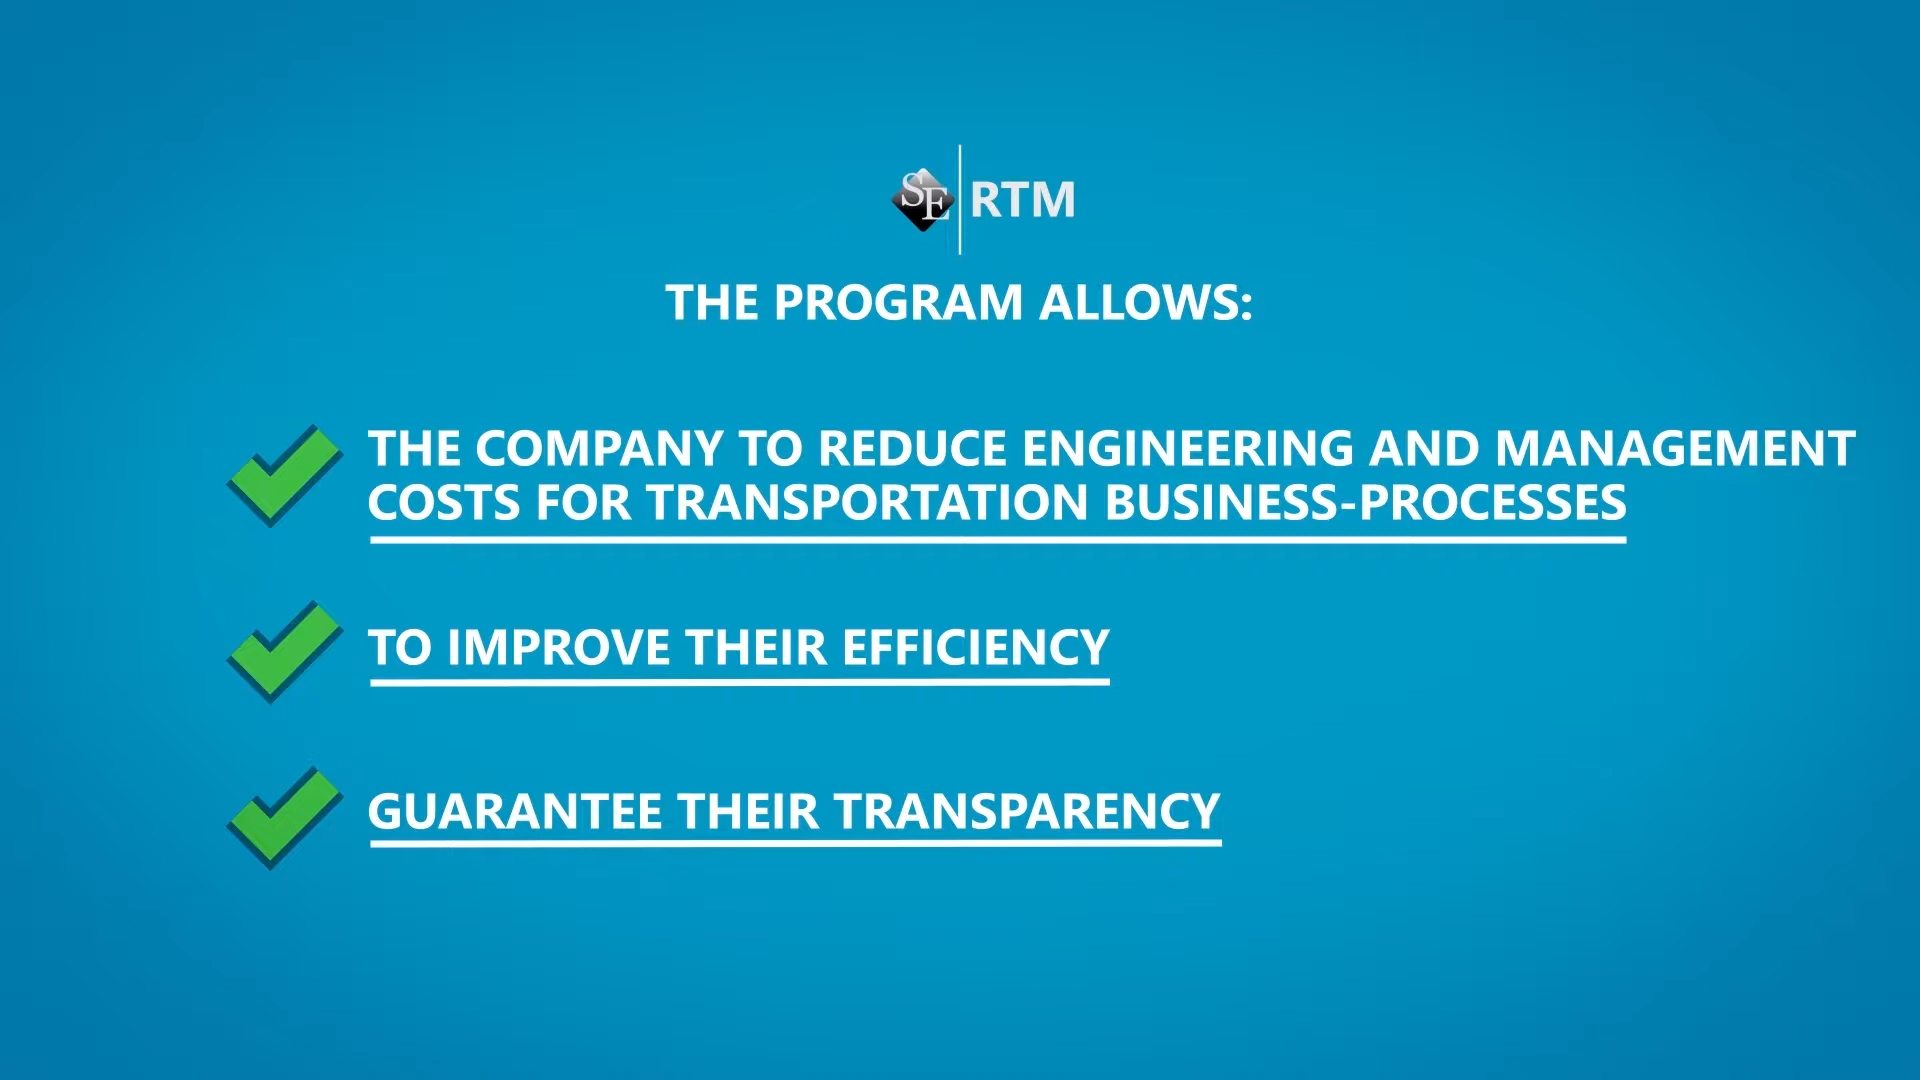 SE RTM
THE PROGRAM ALLOWS:
THE COMPANY TO REDUCE ENGINEERING AND MANAGEMENT
COSTS FOR TRANSPORTATION BUSINESS-PROCESSES
TO IMPROVE THEIR EFFICIENCY
GUARANTEE THEIR TRANSPARENCY